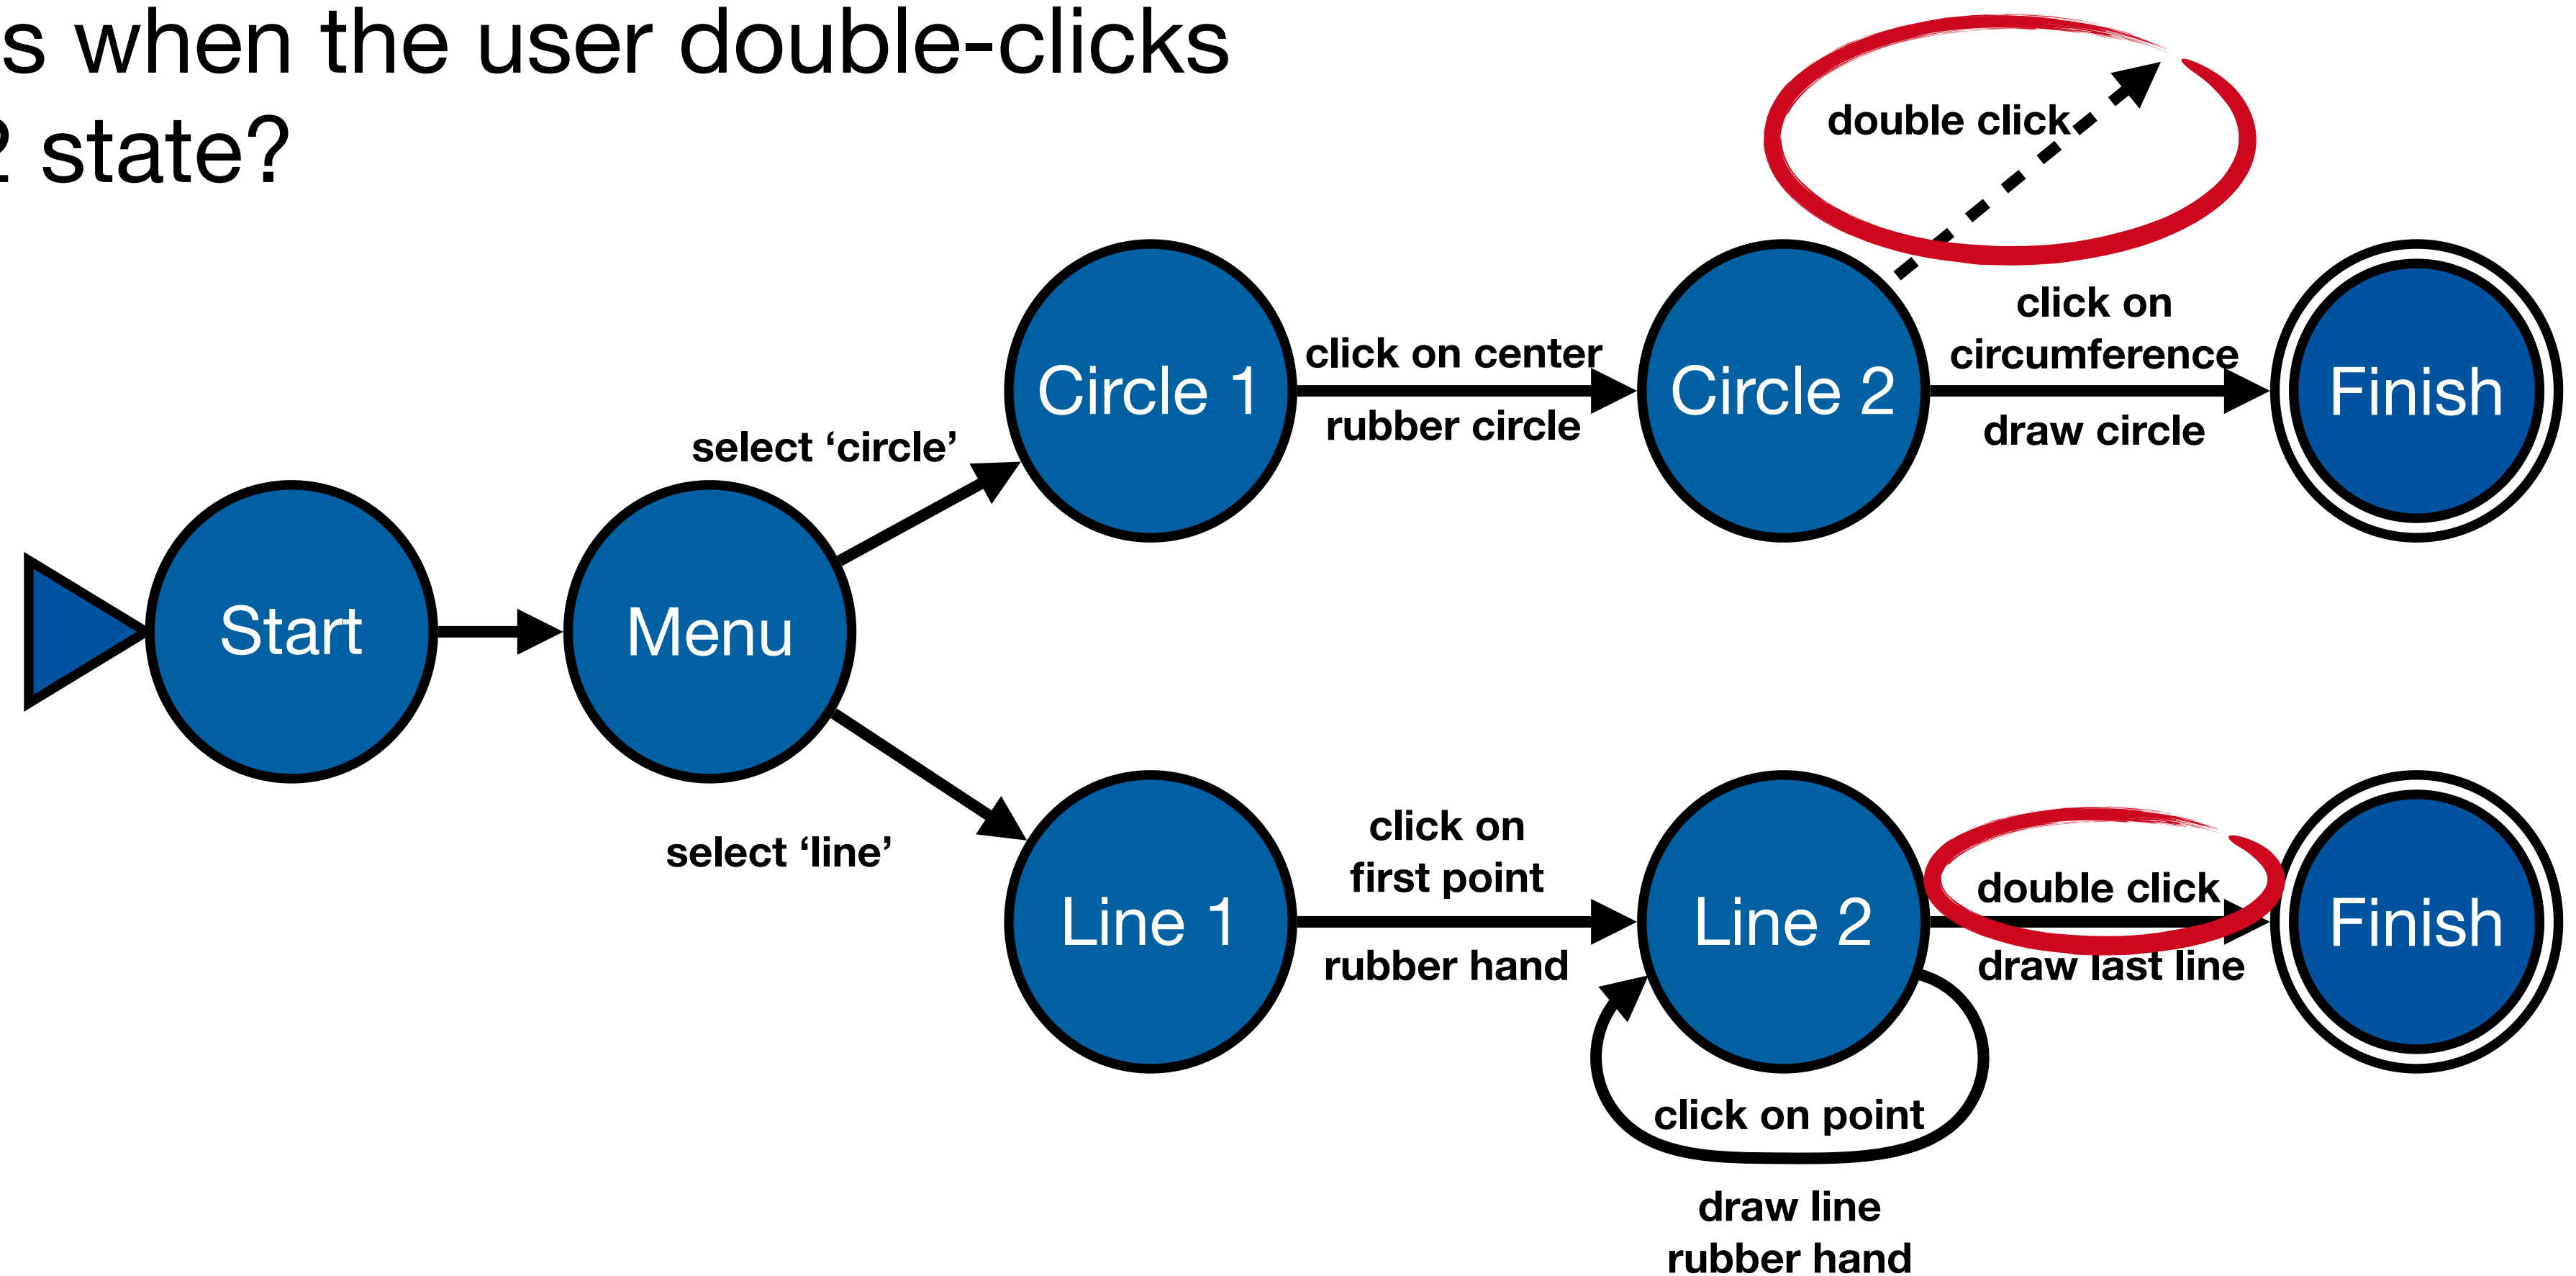 s when the user double-clicks
2 state?
double click
click on
circumference
draw circle
Circle 1
click on center
rubber circle
Circle 2
Finish
select ‘circle’
Start
Menu
select ‘line’
Line 1
click on
first point
rubber hand
Line 2
double click
draw last line
Finish
click on point
draw line
rubber hand